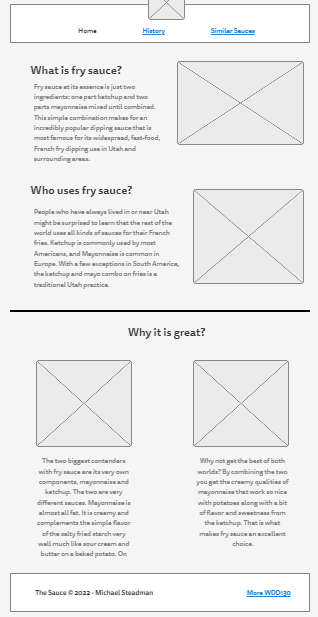 Home History Similar Sauces
What is fry sauce?
Fry sauce at its essence is just two
ingredients: one part ketchup and two
parts mayonnaise mixed until combined.
This simple combination makes for an
incredibly popular dipping sauce that is
most famous for its widespread, fast-food,
French fry dipping use in Utah and
surrounding areas.
Who uses fry sauce?
People who have always lived in or near Utah
might be surprised to learn that the rest of the
world uses all kinds of sauces for their French
fries. Ketchup is commonly used by most
Americans, and Mayonnaise is common in
Europe. With a few exceptions in South America,
the ketchup and mayo combo on fries is a
traditional Utah practice.
Why it is great?
The two biggest contenders
with fry sauce are its very own
components, mayonnaise and
ketchup. The two are very
different sauces. Mayonnaise is
almost all fat. It is creamy and
complements the simple flavor
of the salty fried starch very
well much like sour cream and
butter on a baked potato. On
Why not get the best of both
worlds? By combining the two
you get the creamy qualities of
mayonnaise that work so nice
with potatoes along with a bit
of flavor and sweetness from
the ketchup. That is what
makes fry sauce an excellent
choice.
The Sauce © 2022 - Michael Steadman More WDD130